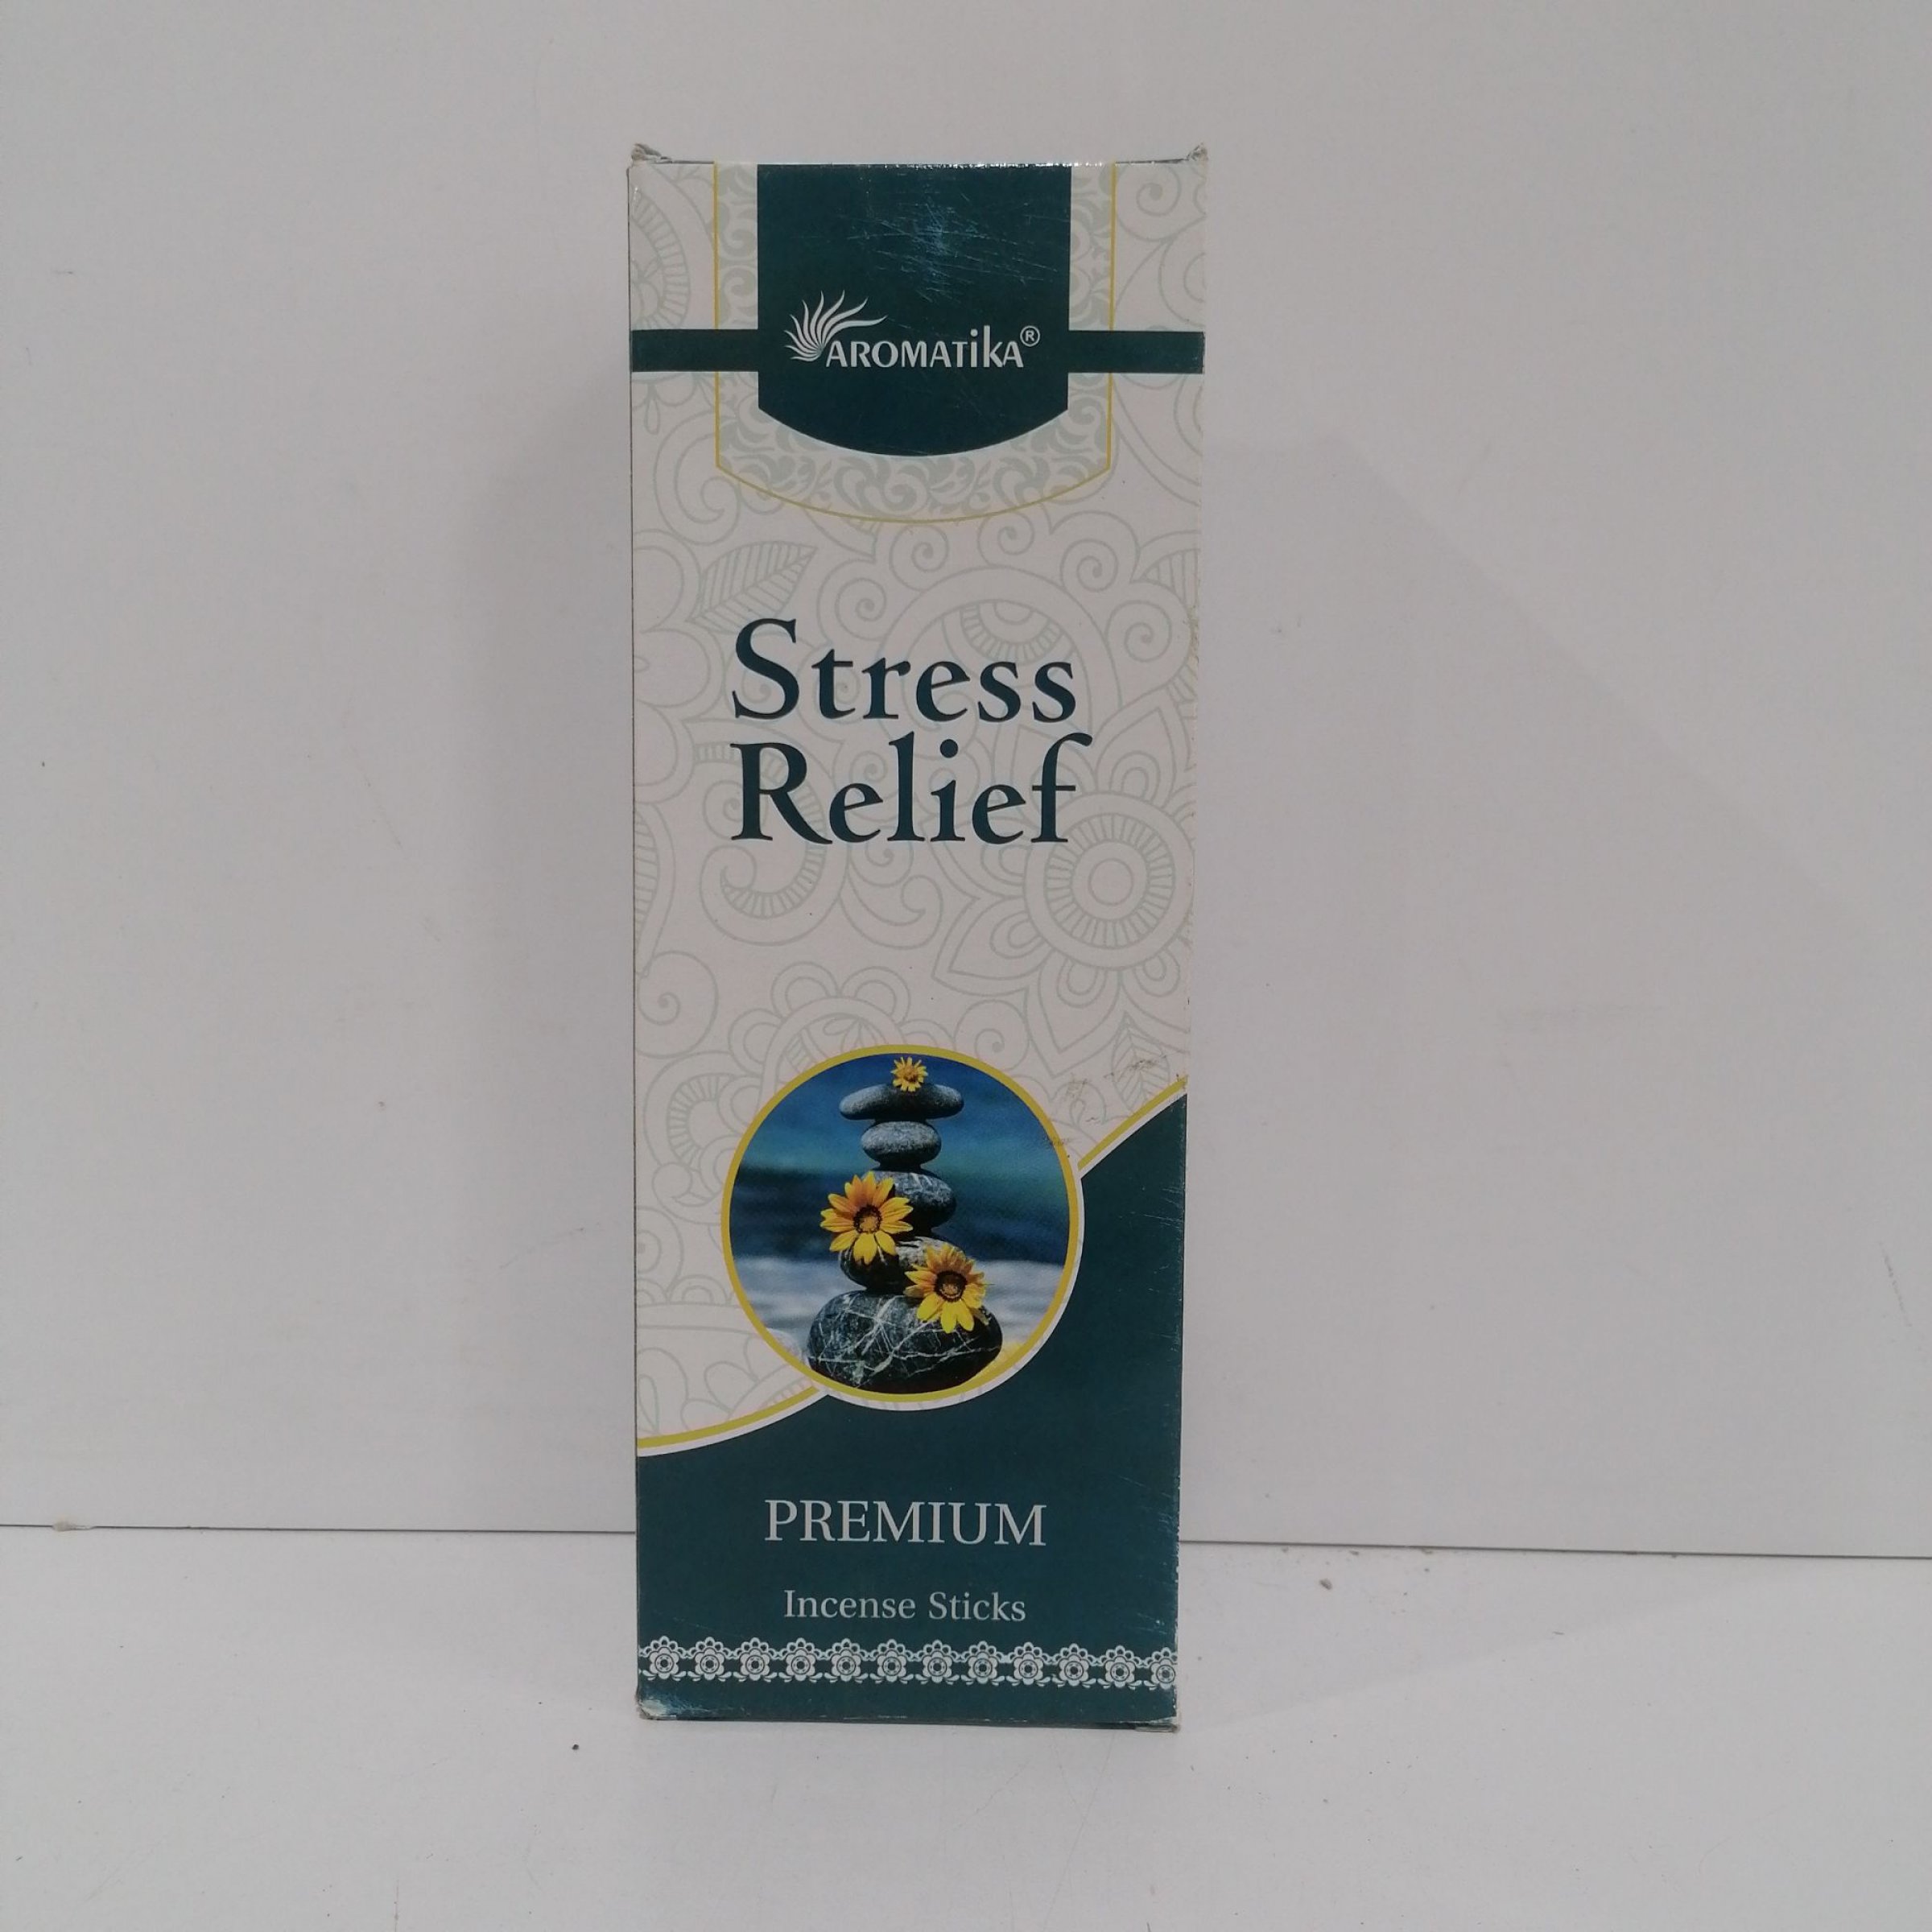 AROMATIKA®
Stress
Relief
PREMIUM
Incense Sticks